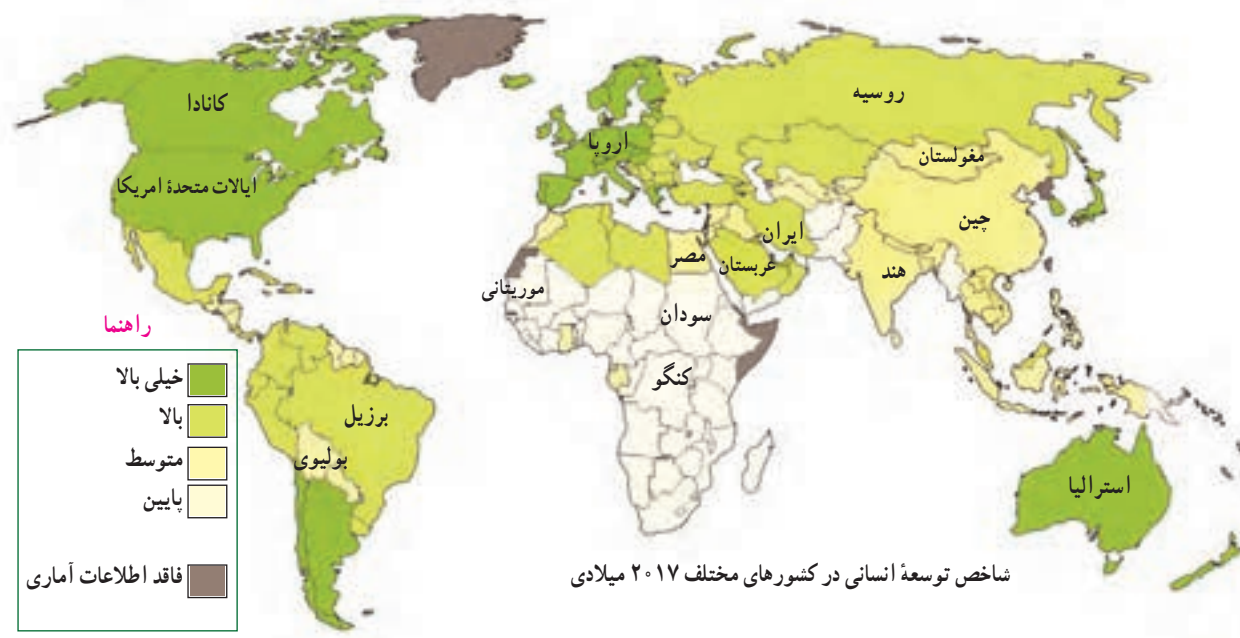 کانادا
ایالات متحدهٔ امریکا
روسیه
اروپا
مغولستان
چین
ایران
هند
مصر
عربستان
موریتانی
سودان
کنگو
برزیل
بولیوی
استرالیا
راهنما
خیلی بالا
بالا
متوسط
پایین
فاقد اطلاعات آماری
شاخص توسعهٔ انسانی در کشورهای مختلف ۲۰۱۷ میلادی